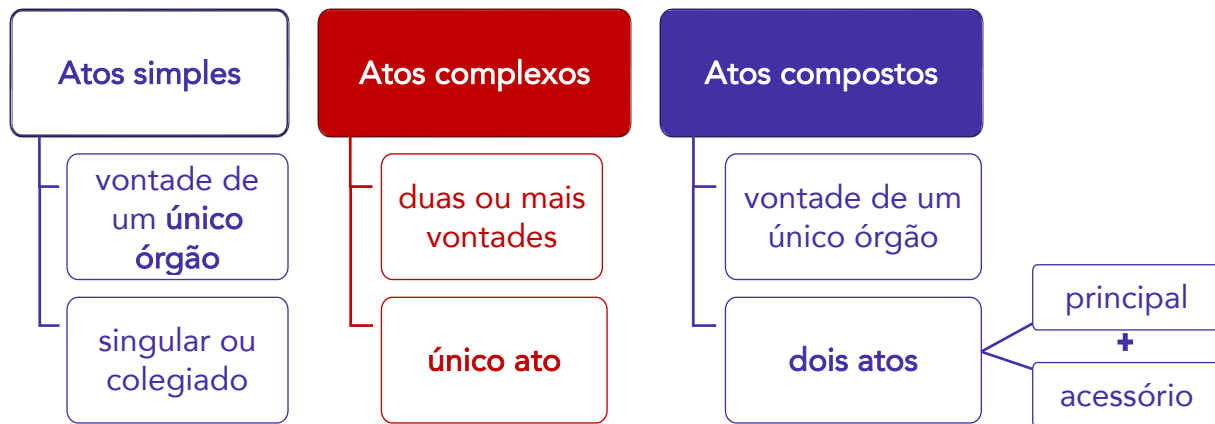 Atos simples
vontade de
um único
órgão
singular ou
colegiado
Atos complexos
duas ou mais
vontades
único ato
Atos compostos
vontade de um
único órgão
dois atos
principal
+
acessório